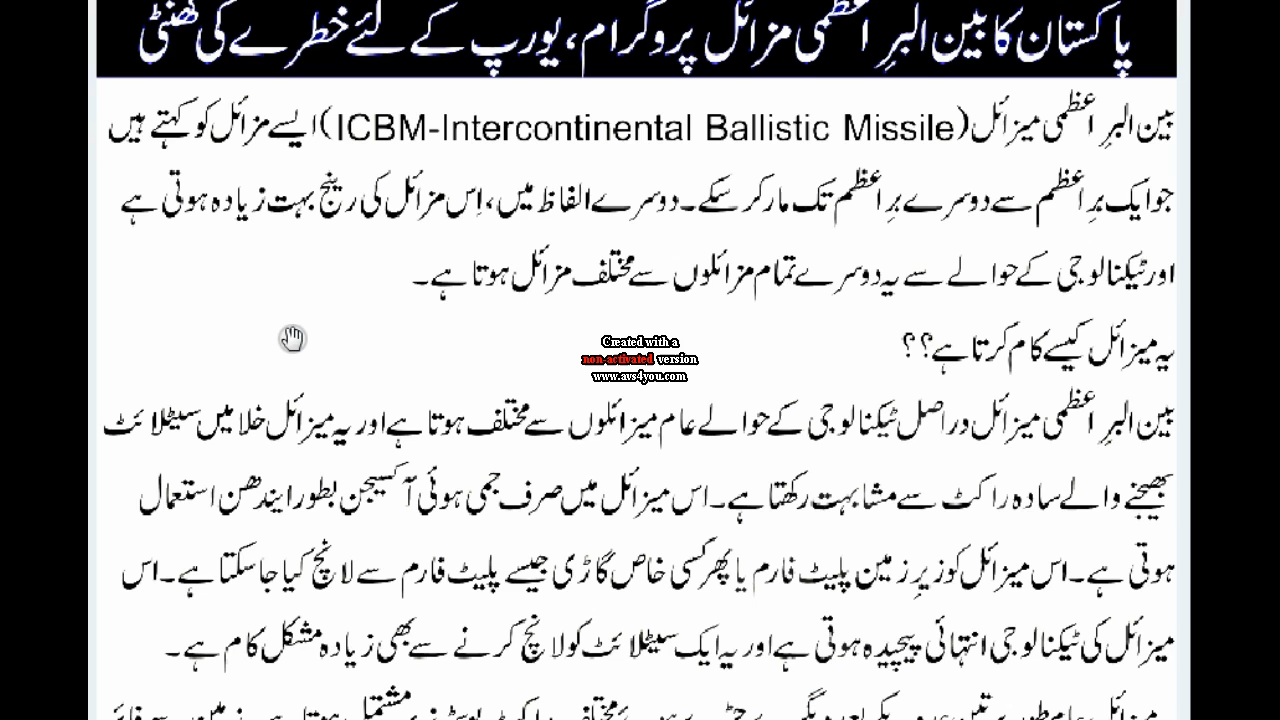 پاکستان کا بین البرِ اعظمی مزائل پروگرام، یورپ کے لئے خطرے کی گھنٹی
بین البرِ اعظمی میزائل (ICBM-Intercontinental Ballistic Missile) ایسے مزائل کو کہتے ہیں
جو ایک برِ اعظم سے دوسرے برِ اعظم تک مار کر سکے۔ دوسرے الفاظ میں، اِس مزائل کی رینج بہت زیادہ ہوتی ہے
اور ٹیکنالوجی کے حوالے سے یہ دوسرے تمام مزائلوں سے مختلف مزائل ہوتا ہے۔
یہ میزائل کیسے کام کرتا ہے؟؟
Created with a
non-activated version
www.avs4you.com
بین البرِ اعظمی میزائل دراصل ٹیکنالوجی کے حوالے عام میزائلوں سے مختلف ہوتا ہے اور یہ میزائل خلا میں سیٹلائٹ
بھیجنے والے سادہ راکٹ سے مشابہت رکھتا ہے۔ اس میزائل میں صرف جمی ہوئی آکسیجن بطور ایندھن استعمال
ہوتی ہے۔ اس میزائل کو زیرِ زمین پلیٹ فارم یا پھر کسی خاص گاڑی جیسے پلیٹ فارم سے لانچ کیا جا سکتا ہے۔ اس
میزائل کی ٹیکنالوجی انتہائی پیچیدہ ہوتی ہے اور یہ ایک سیٹلائٹ کو لانچ کرنے سے بھی زیادہ مشکل کام ہے۔